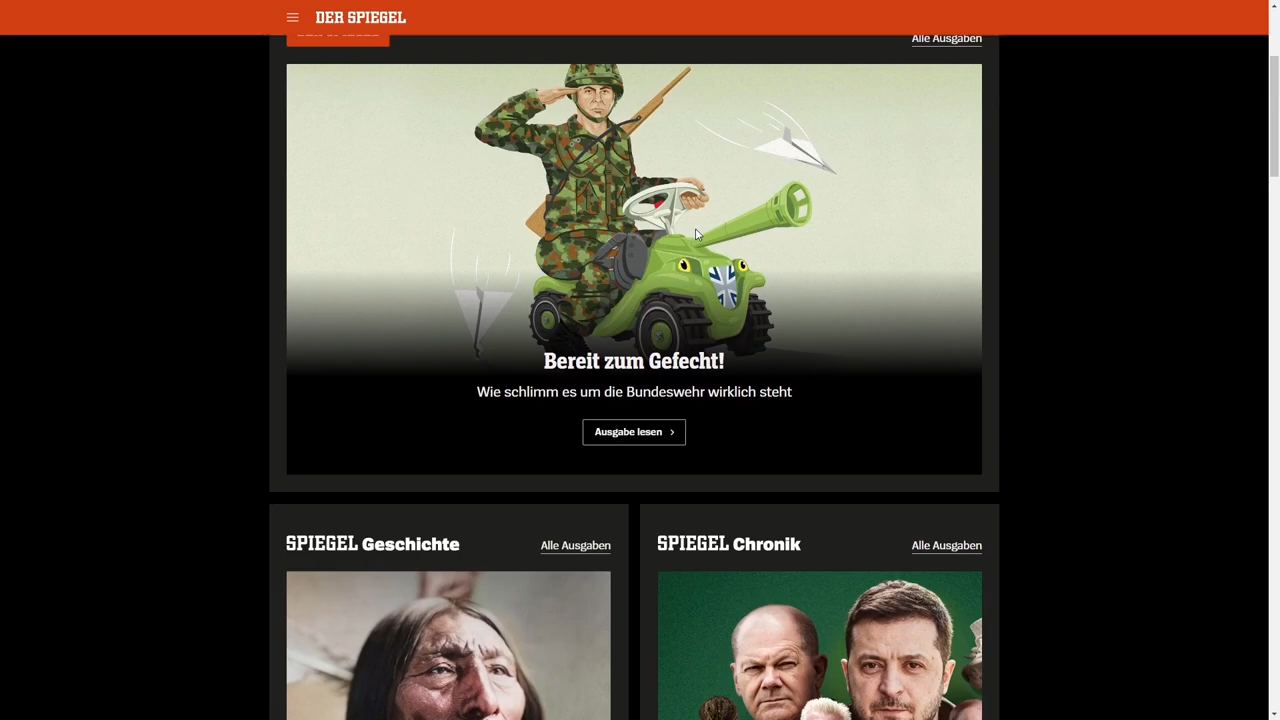 DER SPIEGEL
Alle Ausgaben
Bereit zum Gefecht!
Wie schlimm es um die Bundeswehr wirklich steht
Ausgabe lesen
SPIEGEL Geschichte
Alle Ausgaben
SPIEGEL Chronik
Alle Ausgaben